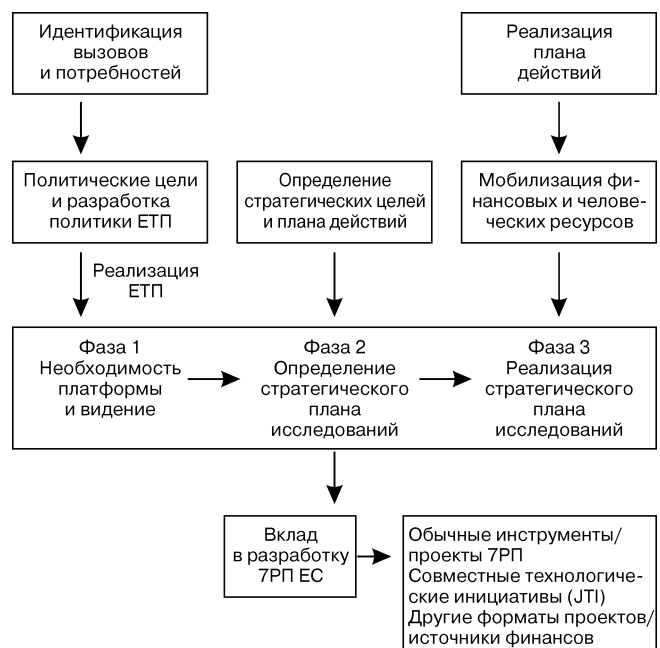 Идентификация
вызовов
и потребностей
Реализация
плана
действий
Политические цели
и разработка
политики ЕТП
Определение
стратегических целей
и плана действий
Мобилизация фи-
нансовых и челове-
ческих ресурсов
Реализация
ЕТП
Фаза 1
Необходимость
платформы
и видение
Фаза 2
Определение
стратегического
плана
исследований
Фаза 3
Реализация
стратегического
плана
исследований
Вклад
в разработку
7РП ЕС
Обычные инструменты/
проекты 7РП
Совместные технологиче-
ские инициативы (JTI)
Другие форматы проектов/
источники финансов